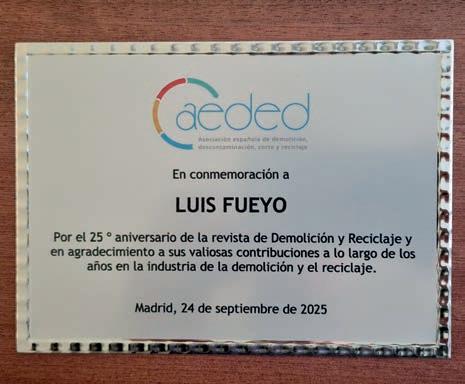 aeded
Asociación española de demolición,
descontaminación, corte y reciclaje
En conmemoración a
LUIS FUEYO
Por el 25 º aniversario de la revista de Demolición y Reciclaje y
en agradecimiento a sus valiosas contribuciones a lo largo de los
años en la industria de la demolición y el reciclaje.
Madrid, 24 de septiembre de 2025